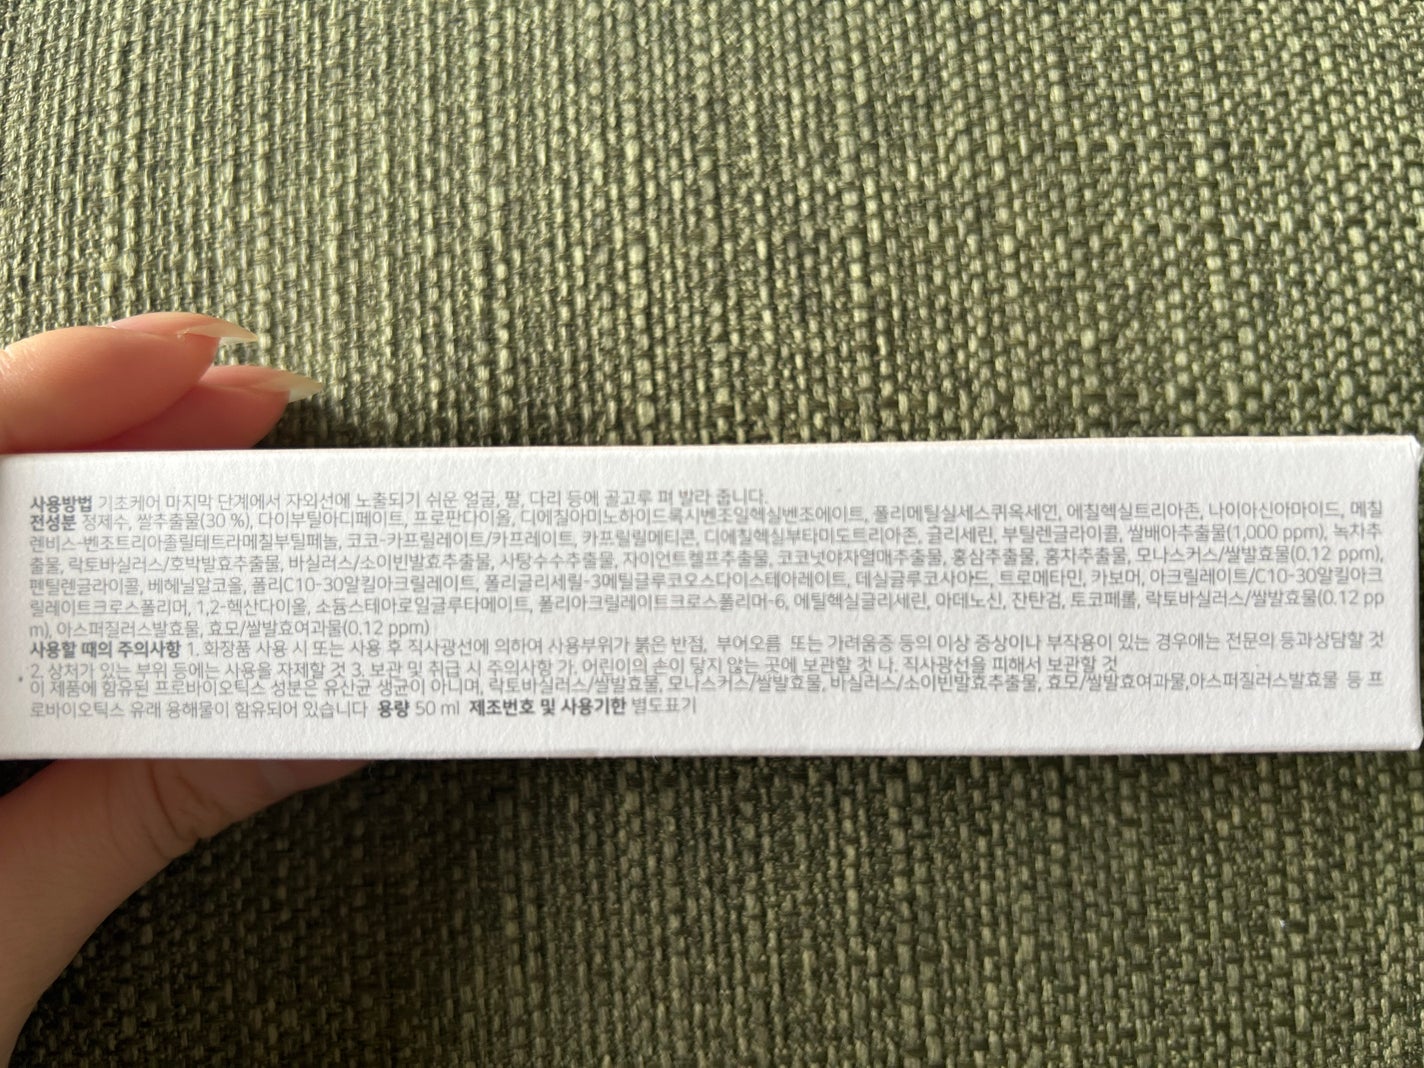 사용방법 기초케어 마지막 단계에서 자외선에 노출되기 쉬운 얼굴, 팔, 다리 등에 골고루 펴 발라 줍니다.
전성분 정제수, 쌀추출물(30 %), 다이부틸아디페이트, 프로판다이올, 디에칠아미노하이드록시벤조일헥실벤조에이트, 폴리메틸실세스퀴옥세인, 에칠헥실트리아존, 나이아신아마이드, 메칠
렌비스-벤조트리아졸릴테트라메칠부틸페놀, 코코-카프릴레이트/카프레이트, 카프릴릴메티콘, 디에칠헥실부타미도트리아존, 글리세린, 부틸렌글라이콜, 쌀배아추출물(1,000 ppm), 녹차추
출물, 락토바실러스/호박발효추출물, 바실러스/소이빈발효추출물, 사탕수수추출물, 자이언트켈프추출물, 코코넛야자열매추출물, 홍삼추출물, 홍차추출물, 모나스커스/쌀발효물(0.12 ppm),
펜틸렌글라이콜, 베헤닐알코올, 폴리C10-30알킬아크릴레이트, 폴리글리세릴-3메틸글루코오스다이스테아레이트, 데실글루코사이드, 트로메타민, 카보머, 아크릴레이트/C10-30알킬아크
릴레이트크로스폴리머, 1,2-헥산다이올, 소듐스테아로일글루타메이트, 폴리아크릴레이트크로스폴리머-6, 에틸헥실글리세린, 아데노신, 잔탄검, 토코페롤, 락토바실러스/쌀발효물(0.12 pp
m), 아스퍼질러스발효물, 효모/쌀발효여과물(0.12 ppm)
사용할 때의 주의사항 1. 화장품 사용 시 또는 사용 후 직사광선에 의하여 사용부위가 붉은 반점, 부어오름 또는 가려움증 등의 이상 증상이나 부작용이 있는 경우에는 전문의 등과상담할 것
2. 상처가 있는 부위 등에는 사용을 자제할 것 3. 보관 및 취급 시 주의사항 가. 어린이의 손이 닿지 않는 곳에 보관할 것 나. 직사광선을 피해서 보관할 것
이 제품에 함유된 프로바이오틱스 성분은 유산균 생균이 아니며, 락토바실러스/쌀발효물, 모나스커스/쌀발효물, 바실러스/소이빈발효추출물, 효모/쌀발효여과물,아스퍼질러스발효물 등 프
로바이오틱스 유래 용해물이 함유되어 있습니다 용량 50 ml 제조번호 및 사용기한 별도표기